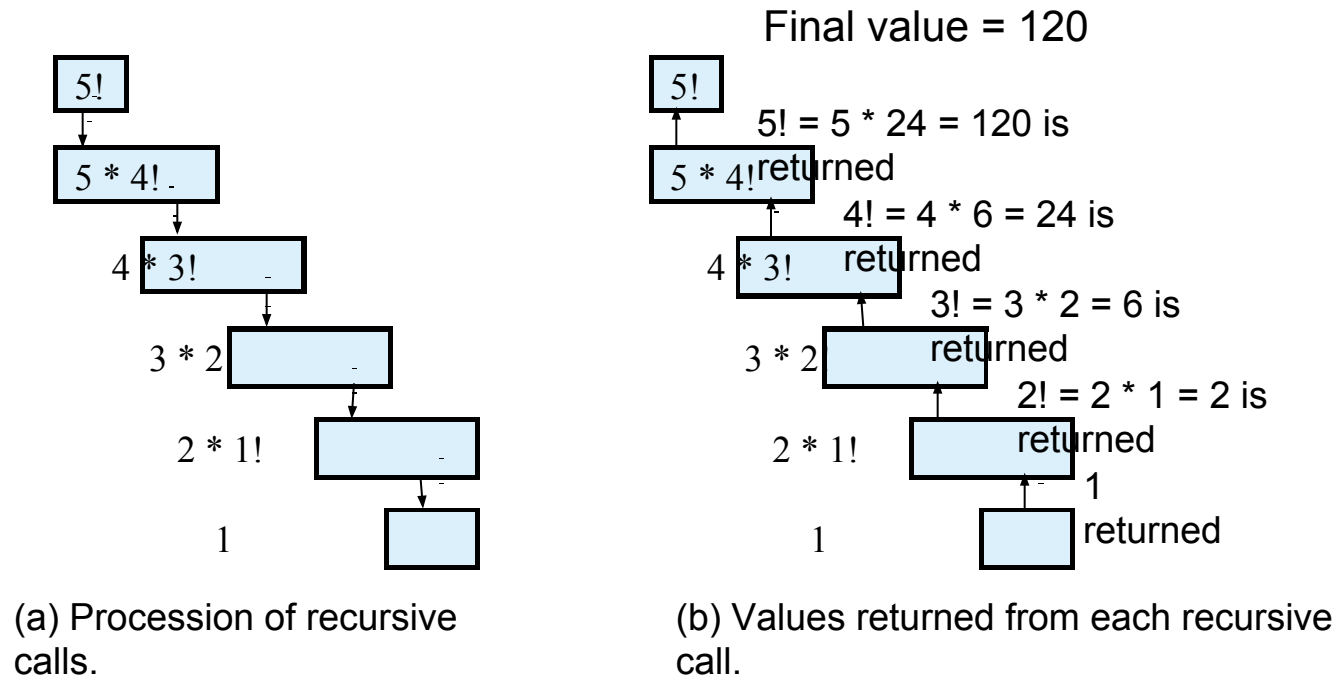 5!
5 * 4!
4 * 3!
3 * 2
2 * 1!
1
(a) Procession of recursive
calls.
Final value = 120
5!
5! = 5 * 24 = 120 is
returned
5 * 4!
4! = 4 * 6 = 24 is
returned
4 * 3!
3! = 3 * 2 = 6 is
returned
3 * 2
2! = 2 * 1 = 2 is
returned
2 * 1!
1
returned
1
(b) Values returned from each recursive
call.